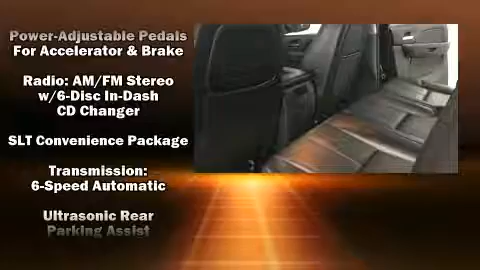 Power-Adjustable Pedals
For Accelerator & Brake
Radio: AM/FM Stereo
w/6-Disc In-Dash
CD Changer
SLT Convenience Package
Transmission:
6-Speed Automatic
Ultrasonic Rear
Parking Assist